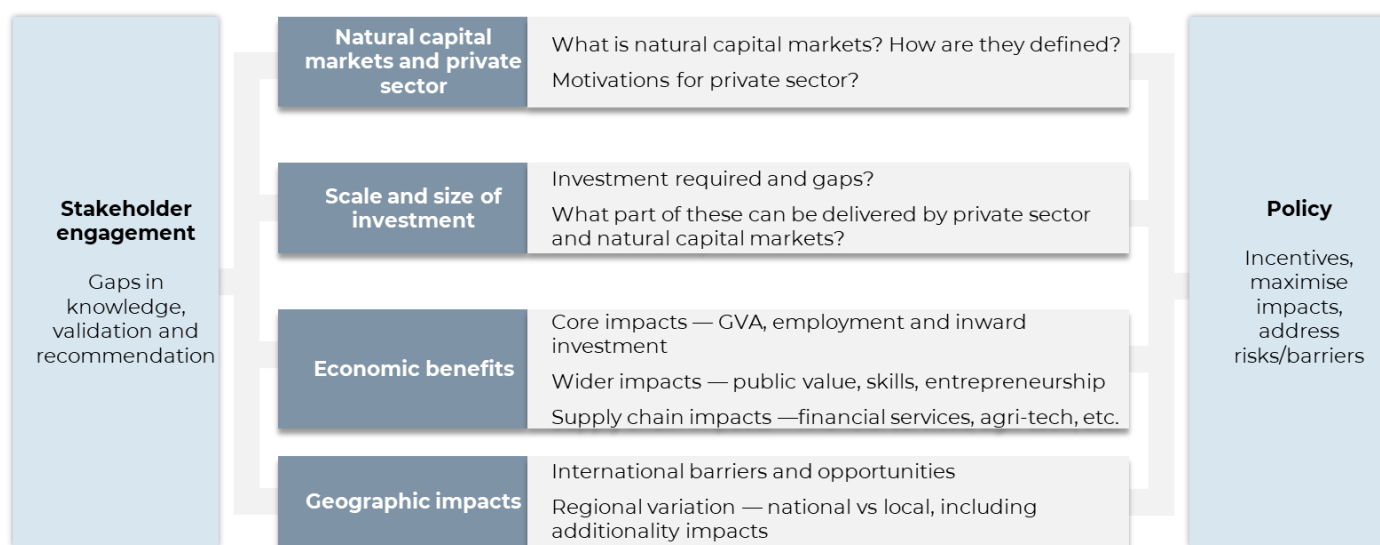 Stakeholder
engagement
Gaps in
knowledge,
validation and
recommendation
Natural capital
markets and private
sector
What is natural capital markets? How are they defined?
Motivations for private sector?
Scale and size of
investment
Investment required and gaps?
What part of these can be delivered by private sector
and natural capital markets?
Economic benefits
Core impacts — GVA, employment and inward
investment
Wider impacts — public value, skills, entrepreneurship
Supply chain impacts —financial services, agri-tech, etc.
Geographic impacts
International barriers and opportunities
Regional variation — national vs local, including
additionality impacts
Policy
Incentives,
maximise
impacts,
address
risks/barriers